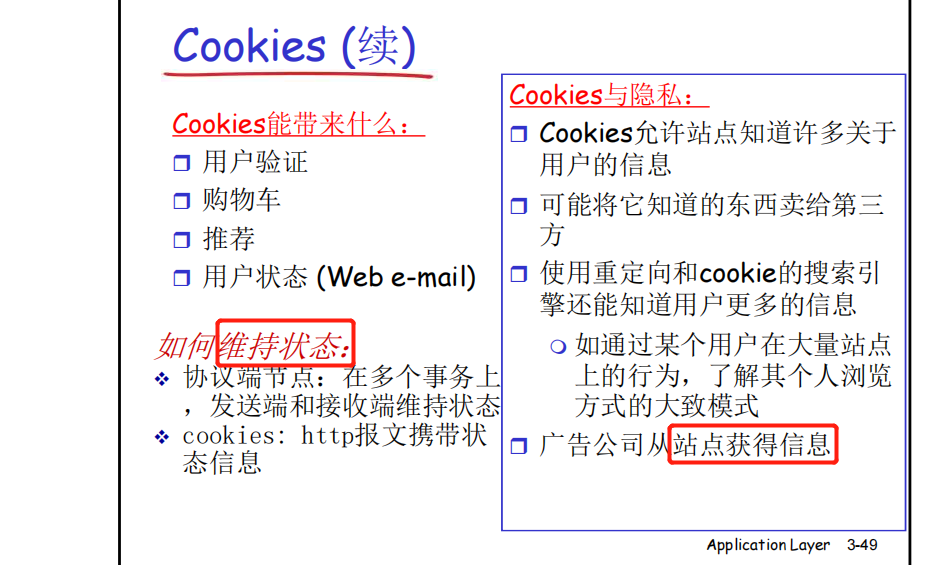 Cookies (续)
Cookies能带来什么：
用户验证
购物车
推荐
用户状态 (Web e-mail)
如何维持状态：
协议端节点：在多个事务上
，发送端和接收端维持状态
cookies: http报文携带状
态信息
Cookies与隐私：
Cookies允许站点知道许多关于
用户的信息
可能将它知道的东西卖给第三
方
使用重定向和cookie的搜索引
擎还能知道用户更多的信息
如通过某个用户在大量站点
上的行为，了解其个人浏览
方式的大致模式
广告公司从站点获得信息
Application Layer 3-49